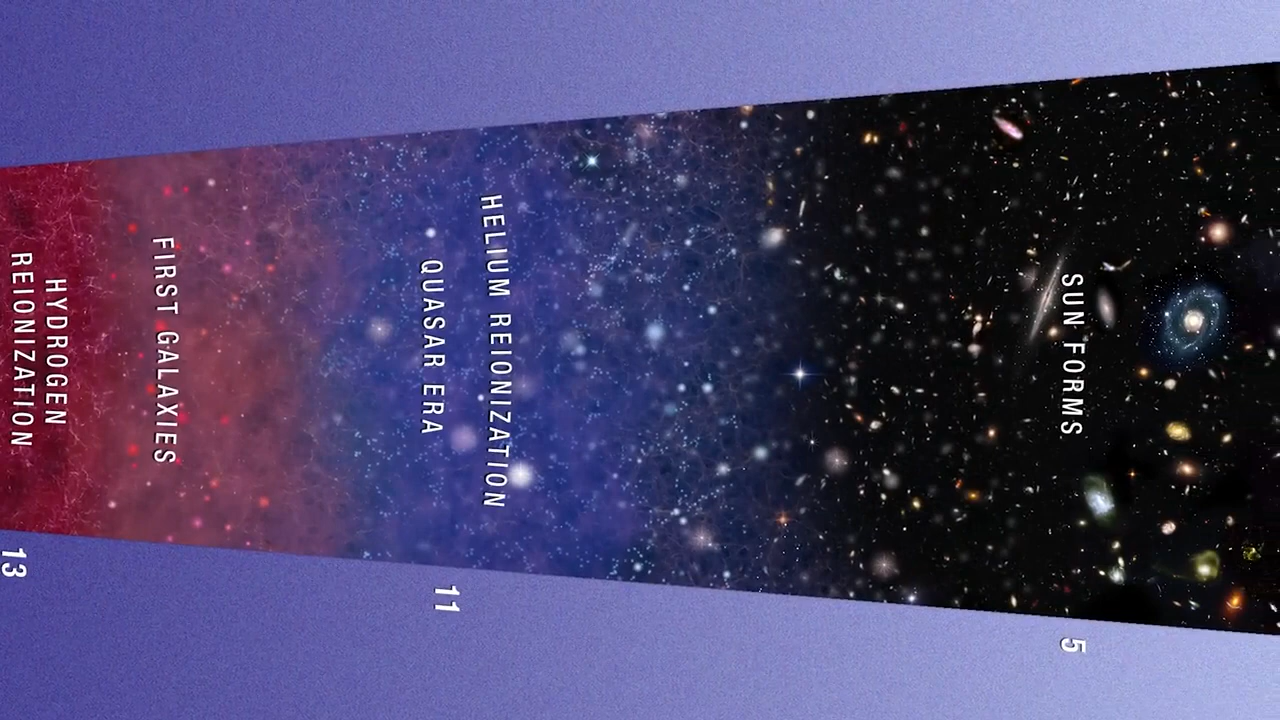 HYDROGEN
REIONIZATION
FIRST GALAXIES
QUASAR ERA
HELIUM REIONIZATION
SUN FORMS
13
11
5